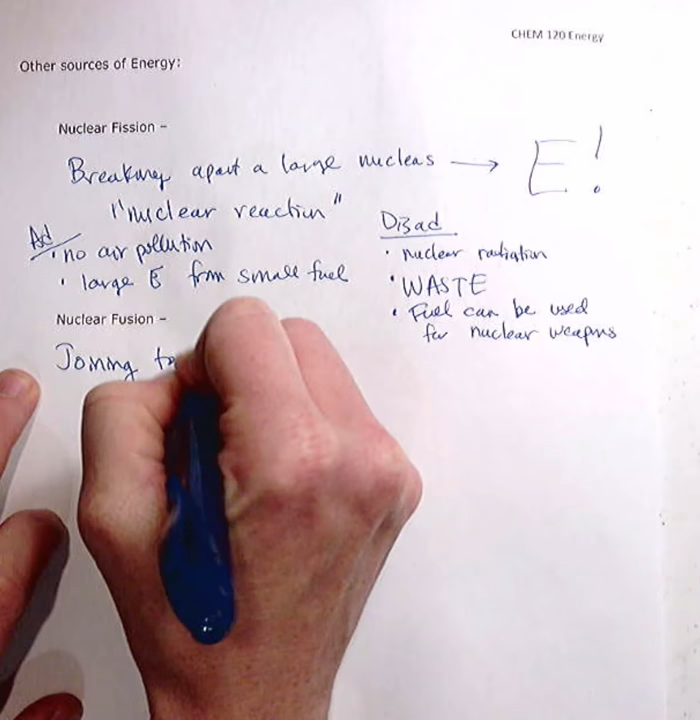 CHEM 120 Energy
Other sources of Energy:
Nuclear Fission –
Breaking apart a large nucleas → E!
"nuclear reaction"
Ad
• no air pollution
• large E from small fuel
Disad
• nuclear radiation
• WASTE
• Fuel can be used
for nuclear weapons
Nuclear Fusion –
Joining